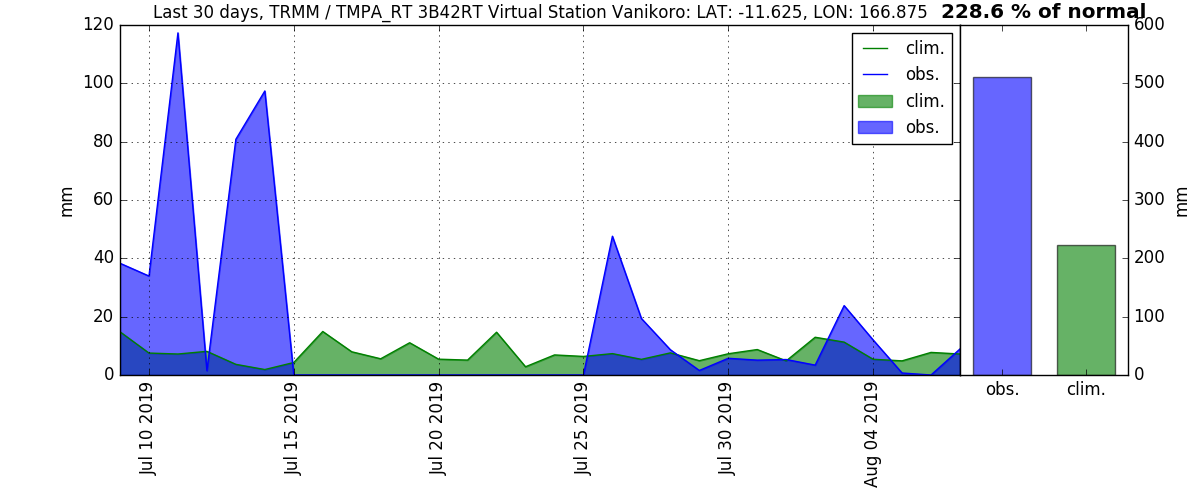 Last 30 days, TRMM / TMPA_RT 3B42RT Virtual Station Vanikoro: LAT: -11.625, LON: 166.875 228.6 % of normal
120
100
80
60
40
20
0
mm
clim.
obs.
clim.
obs.
Jul 10 2019
Jul 15 2019
Jul 20 2019
Jul 25 2019
Jul 30 2019
Aug 04 2019
600
500
400
300
200
100
0
mm
obs.
clim.